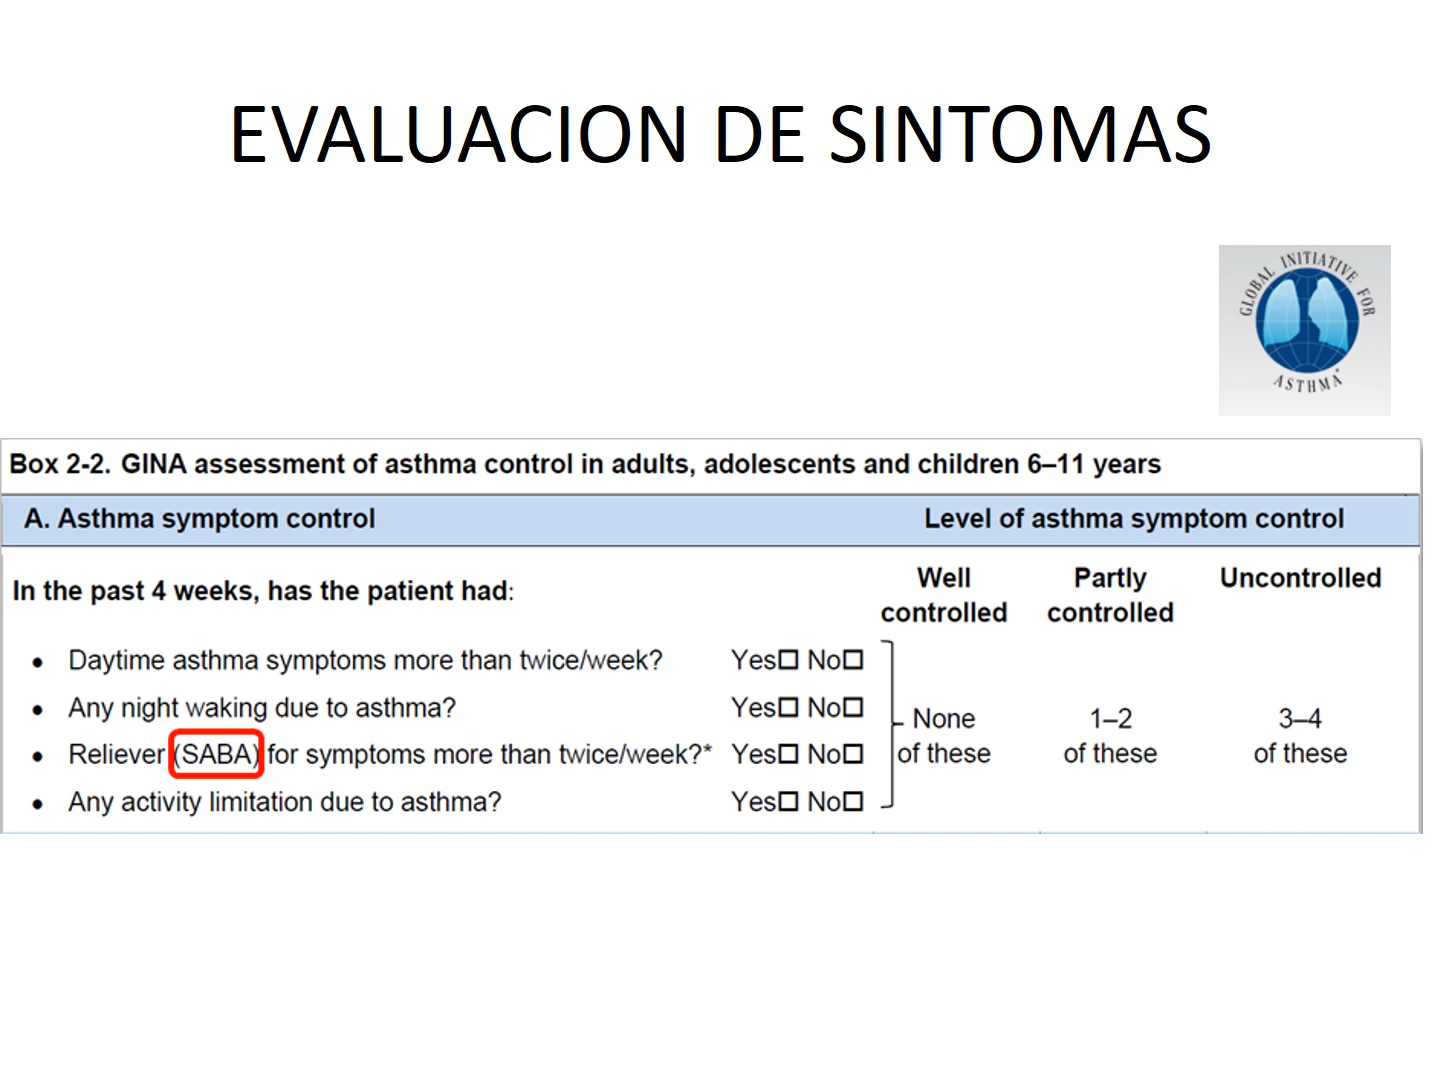 EVALUACION DE SINTOMAS
GLOBAL INITIATIVE FOR
ASTHMA
Box 2-2. GINA assessment of asthma control in adults, adolescents and children 6–11 years
A. Asthma symptom control Level of asthma symptom control
In the past 4 weeks, has the patient had:
Well controlled Partly controlled Uncontrolled
• Daytime asthma symptoms more than twice/week? Yes☐ No☐
• Any night waking due to asthma? Yes☐ No☐
• Reliever (SABA) for symptoms more than twice/week?* Yes☐ No☐
• Any activity limitation due to asthma? Yes☐ No☐
None of these 1–2 of these 3–4 of these